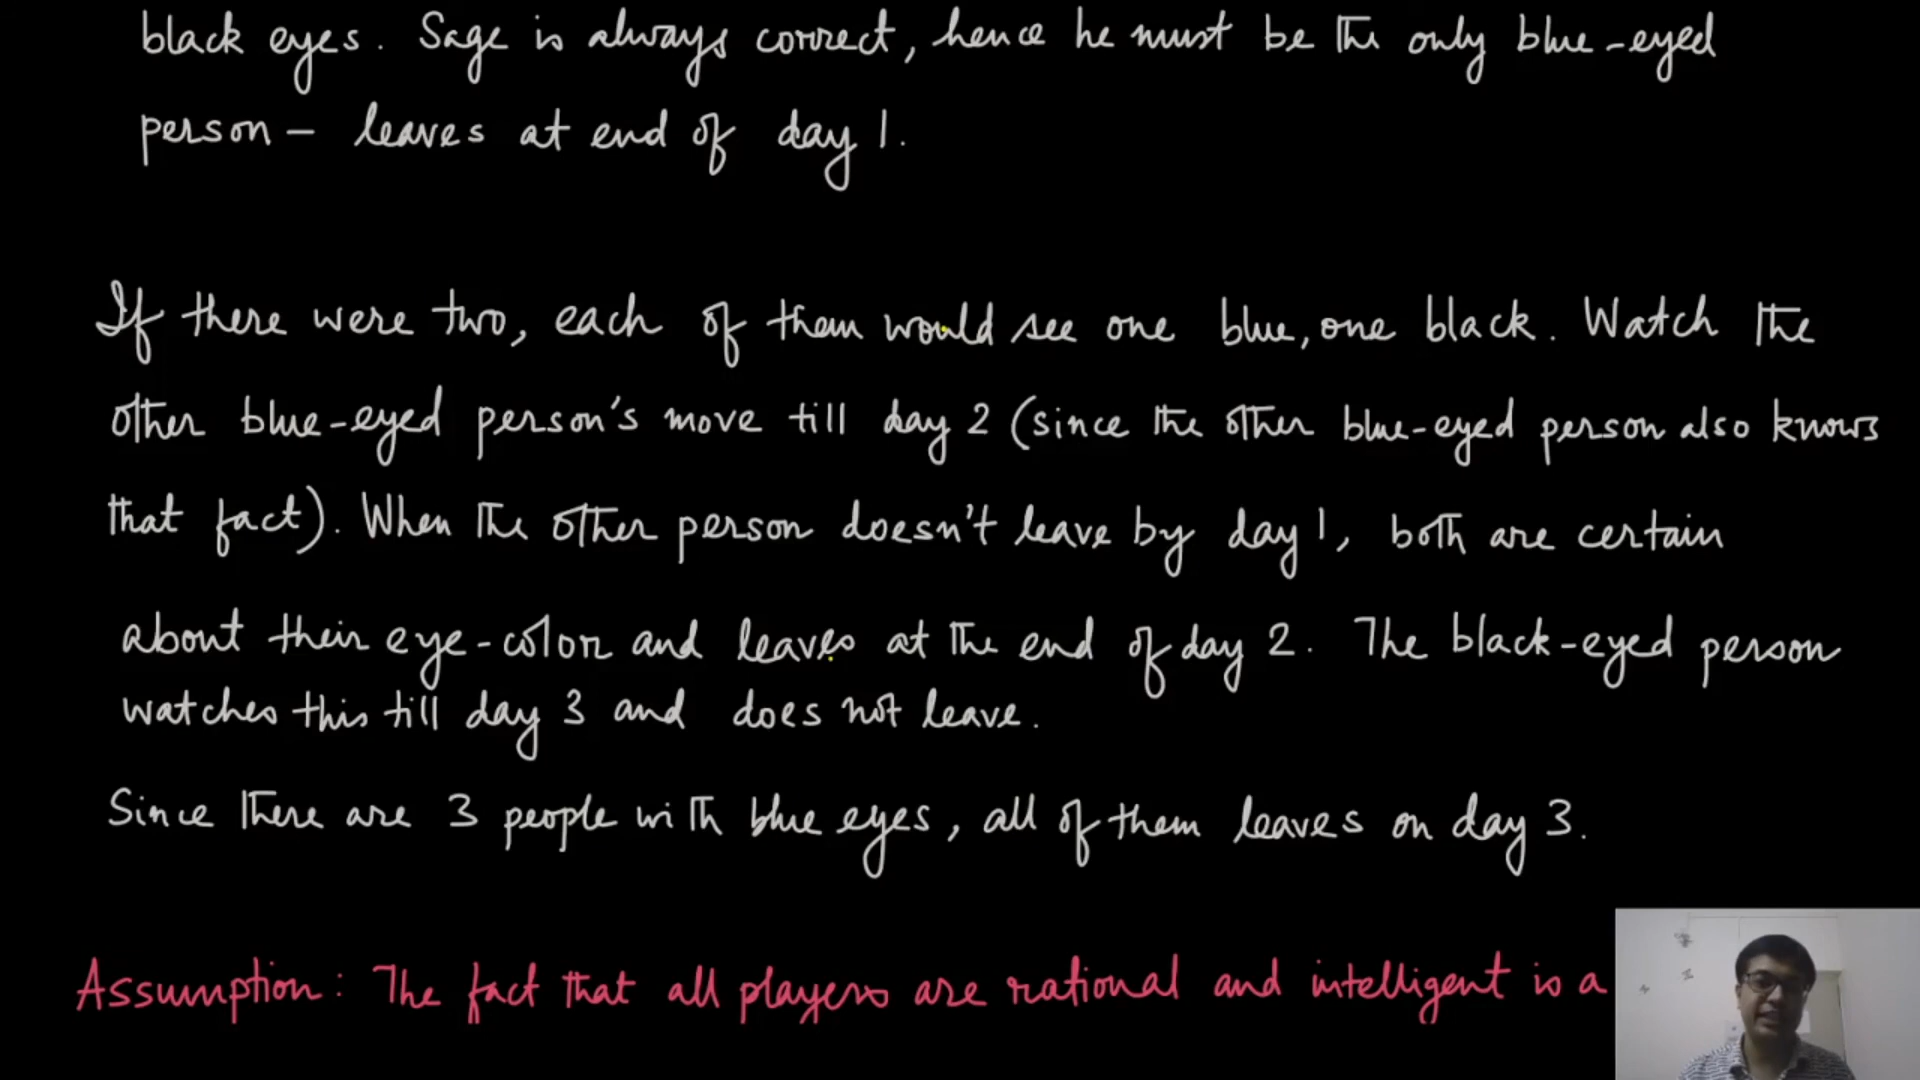 black eyes. Sage is always correct, hence he must be the only blue-eyed
person - leaves at end of day 1.
If there were two, each of them would see one blue, one black. Watch the
other blue-eyed person's move till day 2 (since the other blue-eyed person also knows
that fact). When the other person doesn't leave by day 1, both are certain
about their eye-color and leaves at the end of day 2. The black-eyed person
watches this till day 3 and does not leave.
Since there are 3 people with blue eyes, all of them leaves on day 3.
Assumption: The fact that all players are rational and intelligent is a